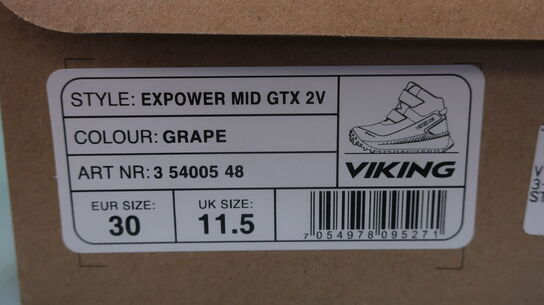 STYLE: EXPOWER MID GTX 2V
COLOUR: GRAPE
ART NR: 3 54005 48
VIKING
EUR SIZE:
30
UK SIZE:
11.5
7 054978 095271